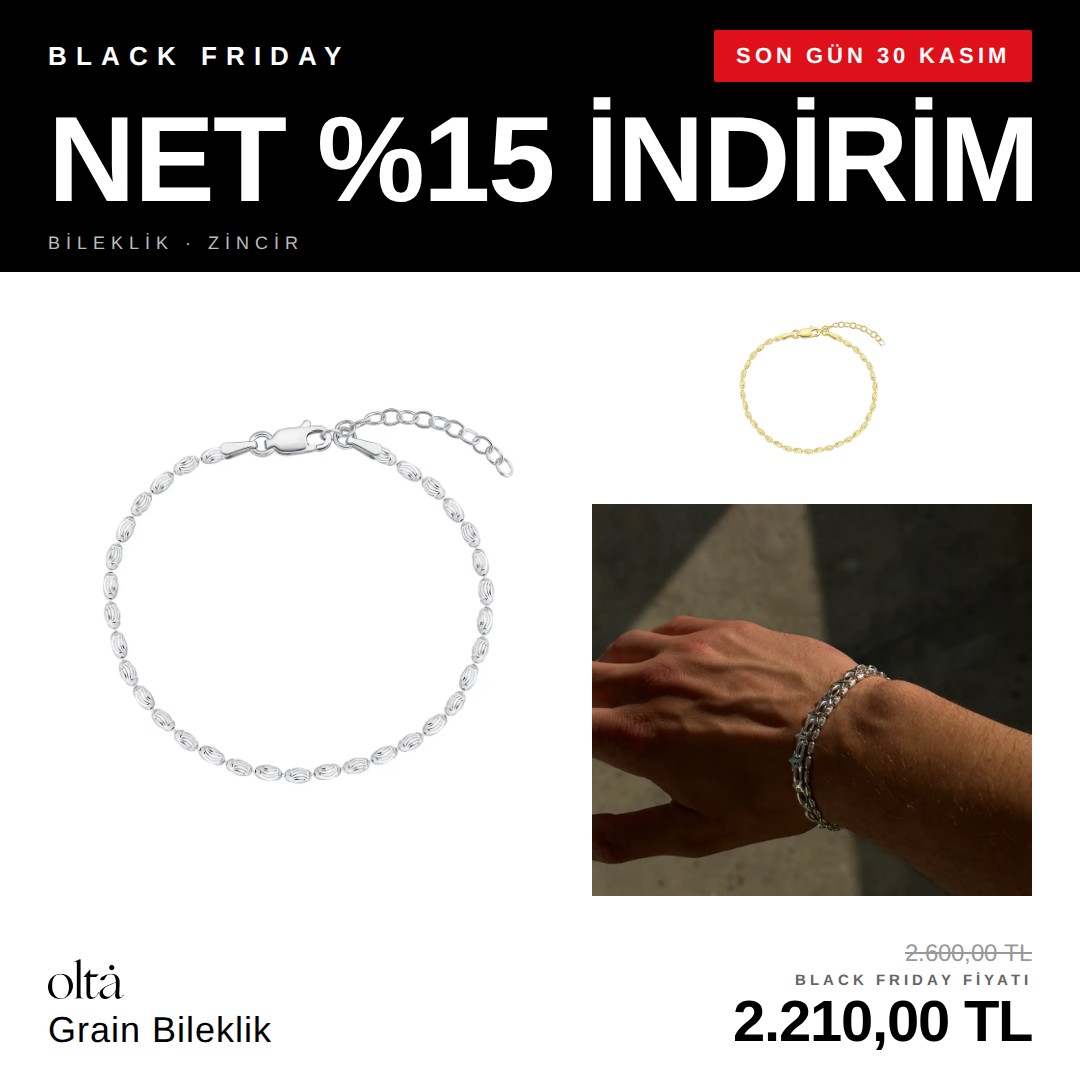 BLACK FRIDAY
SON GÜN 30 KASIM
NET %15 İNDİRİM
BİLEKLİK · ZİNCİR
2.600,00 TL
BLACK FRIDAY FİYATI
2.210,00 TL
olta
Grain Bileklik